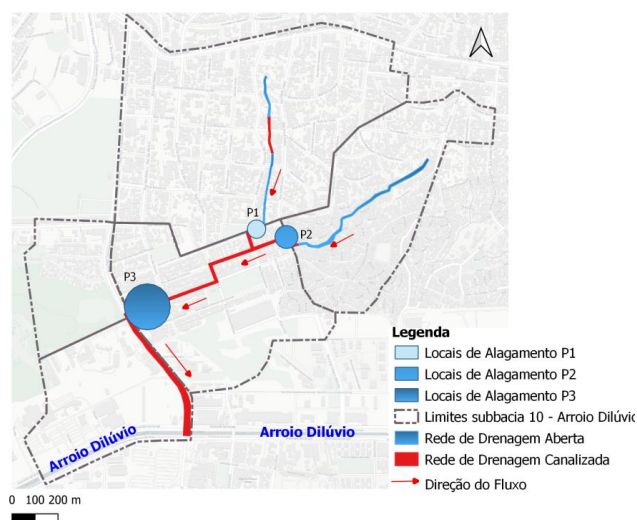 P1
P2
P3
Legenda
Locais de Alagamento P1
Locais de Alagamento P2
Locais de Alagamento P3
Limites subbacia 10 - Arroio Dilúvio
Rede de Drenagem Aberta
Rede de Drenagem Canalizada
Direção do Fluxo
Arroio Dilúvio
Arroio Dilúvio
0 100 200 m